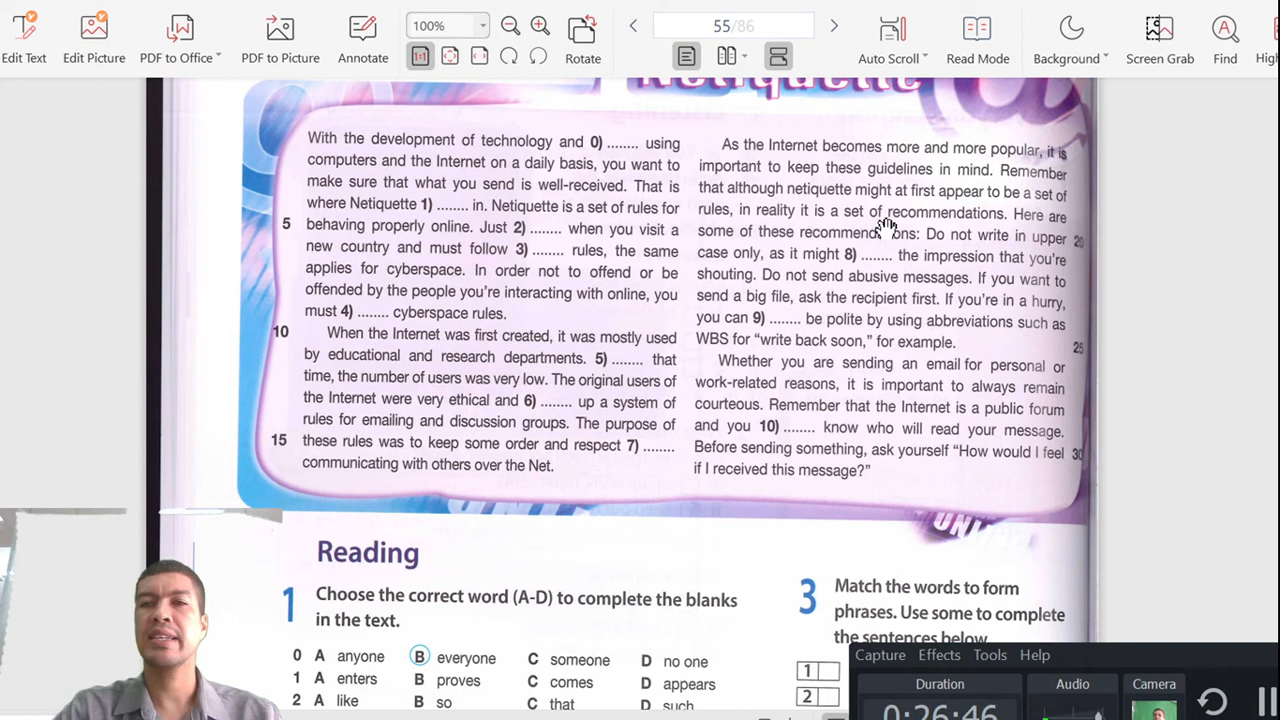 100%
55/86
Edit Text
Edit Picture
PDF to Office
PDF to Picture
Annotate
Rotate
Auto Scroll
Read Mode
Background
Screen Grab
Find
Netiquette
With the development of technology and 0) ........ using
computers and the Internet on a daily basis, you want to
make sure that what you send is well-received. That is
where Netiquette 1) ........ in. Netiquette is a set of rules for
5 behaving properly online. Just 2) ........ when you visit a
new country and must follow 3) ........ rules, the same
applies for cyberspace. In order not to offend or be
offended by the people you're interacting with online, you
must 4) ........ cyberspace rules.
10 When the Internet was first created, it was mostly used
by educational and research departments. 5) ........ that
time, the number of users was very low. The original users of
the Internet were very ethical and 6) ........ up a system of
rules for emailing and discussion groups. The purpose of
15 these rules was to keep some order and respect 7) ........
communicating with others over the Net.
As the Internet becomes more and more popular, it is
important to keep these guidelines in mind. Remember
that although netiquette might at first appear to be a set of
rules, in reality it is a set of recommendations. Here are
some of these recommendations: Do not write in upper 20
case only, as it might 8) ........ the impression that you're
shouting. Do not send abusive messages. If you want to
send a big file, ask the recipient first. If you're in a hurry,
you can 9) ........ be polite by using abbreviations such as
WBS for "write back soon," for example. 25
Whether you are sending an email for personal or
work-related reasons, it is important to always remain
courteous. Remember that the Internet is a public forum
and you 10) ........ know who will read your message.
Before sending something, ask yourself "How would I feel 30
if I received this message?"
Reading
1 Choose the correct word (A-D) to complete the blanks
in the text.
0 A anyone B everyone C someone D no one
1 A enters B proves C comes D appears
2 A like B so C that D such
3 Match the words to form
phrases. Use some to complete
the sentences below
1
2
Capture Effects Tools Help
Duration Audio Camera
0:26:46